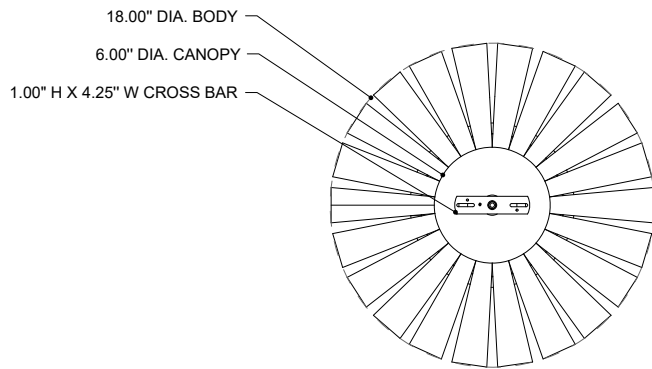 18.00" DIA. BODY
6.00" DIA. CANOPY
1.00" H X 4.25" W CROSS BAR